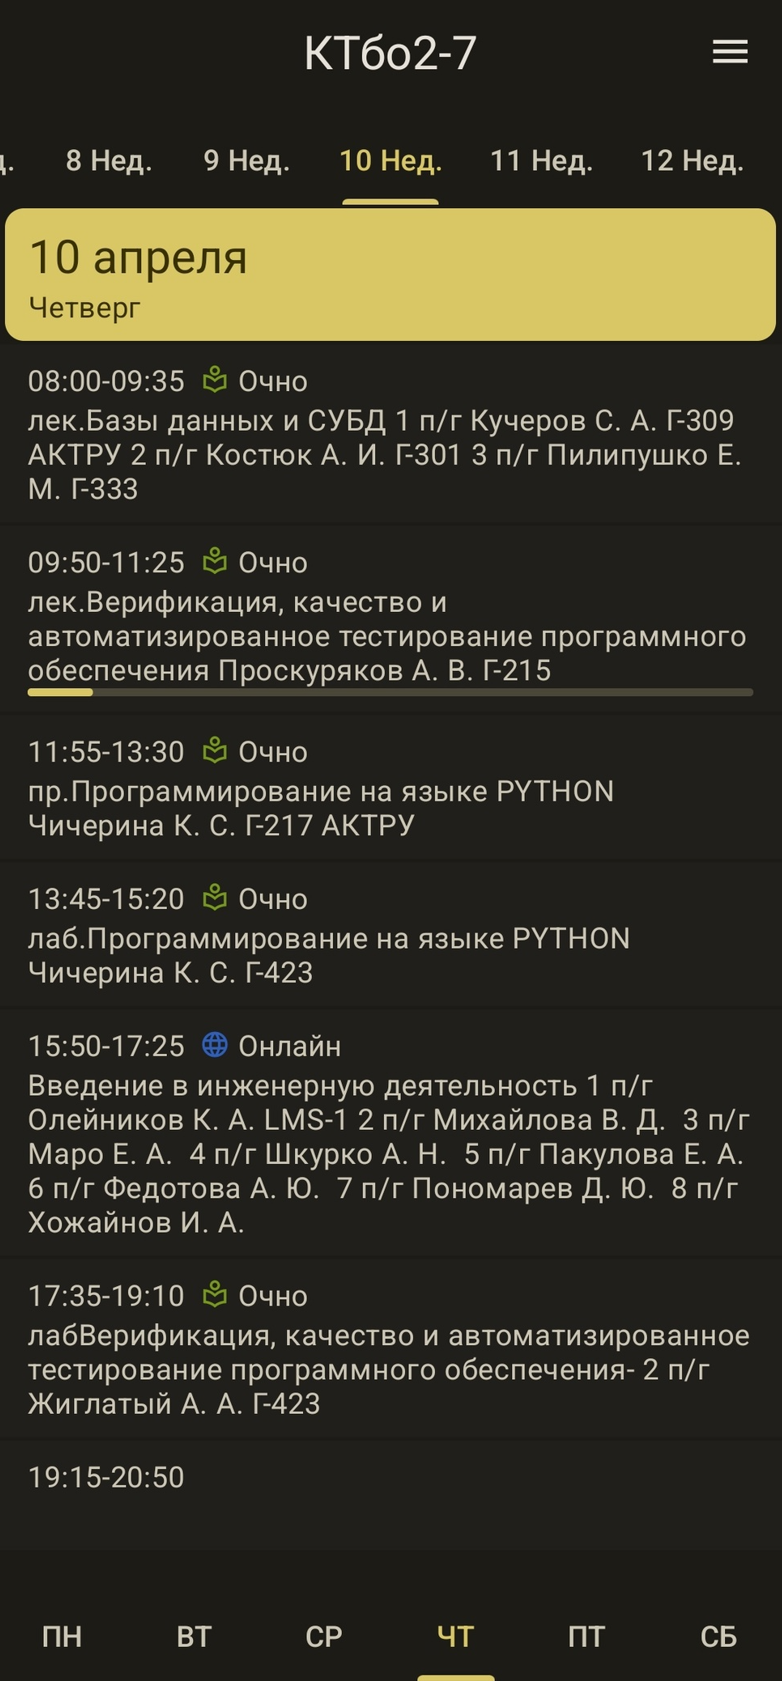 КТбо2-7
д. 8 Нед. 9 Нед. 10 Нед. 11 Нед. 12 Нед.
10 апреля
Четверг
08:00-09:35 Очно
лек.Базы данных и СУБД 1 п/г Кучеров С. А. Г-309
АКТРУ 2 п/г Костюк А. И. Г-301 3 п/г Пилипушко Е.
М. Г-333
09:50-11:25 Очно
лек.Верификация, качество и
автоматизированное тестирование программного
обеспечения Проскуряков А. В. Г-215
11:55-13:30 Очно
пр.Программирование на языке PYTHON
Чичерина К. С. Г-217 АКТРУ
13:45-15:20 Очно
лаб.Программирование на языке PYTHON
Чичерина К. С. Г-423
15:50-17:25 Онлайн
Введение в инженерную деятельность 1 п/г
Олейников К. А. LMS-1 2 п/г Михайлова В. Д.  3 п/г
Маро Е. А.  4 п/г Шкурко А. Н.  5 п/г Пакулова Е. А.
6 п/г Федотова А. Ю.  7 п/г Пономарев Д. Ю.  8 п/г
Хожайнов И. А.
17:35-19:10 Очно
лабВерификация, качество и автоматизированное
тестирование программного обеспечения- 2 п/г
Жиглатый А. А. Г-423
19:15-20:50
ПН ВТ СР ЧТ ПТ СБ